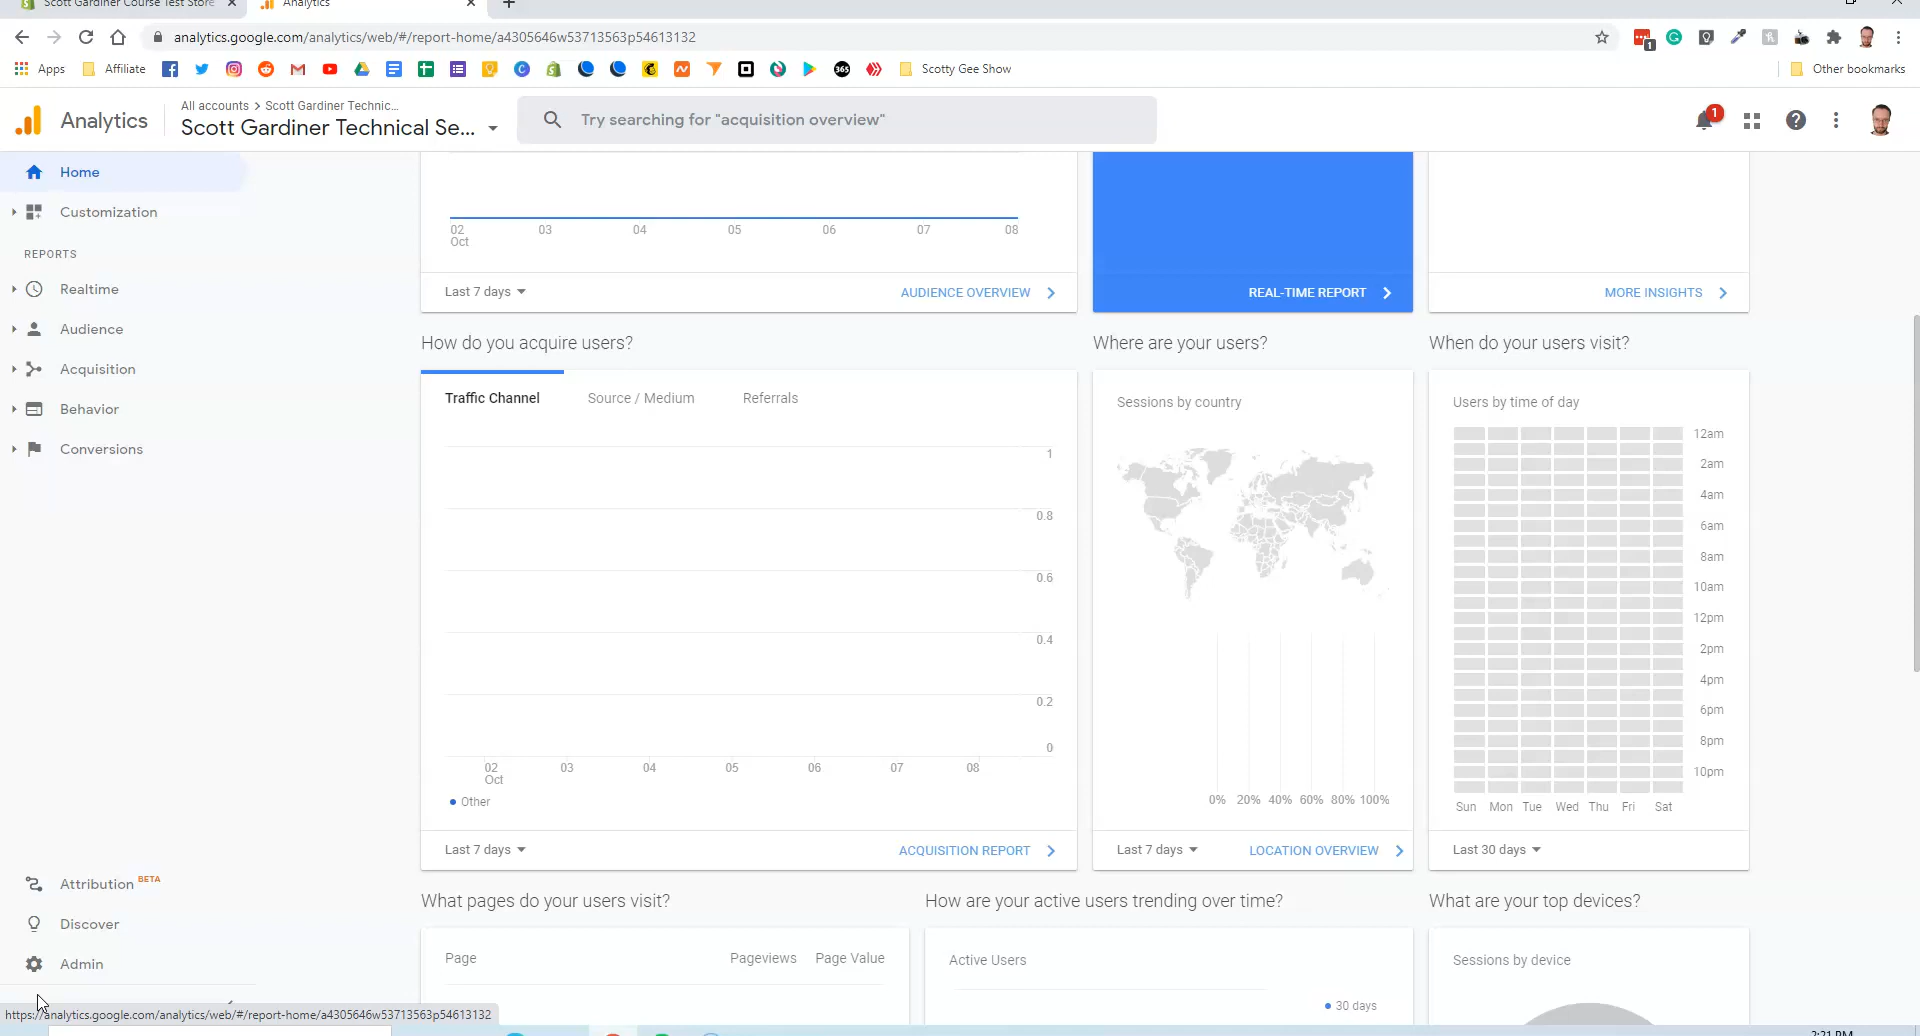 Scott Gardiner Course Test Store
Analytics
analytics.google.com/analytics/web/#/report-home/a4305646w53713563p54613132
1
Apps
Affiliate
365
Scotty Gee Show
Other bookmarks
Analytics
All accounts > Scott Gardiner Technic...
Scott Gardiner Technical Se...
Try searching for "acquisition overview"
1
Home
Customization
REPORTS
Realtime
Audience
Acquisition
Behavior
Conversions
Attribution BETA
Discover
Admin
02 03 04 05 06 07 08
Oct
Last 7 days
AUDIENCE OVERVIEW
REAL-TIME REPORT
MORE INSIGHTS
How do you acquire users?
Traffic Channel
Source / Medium
Referrals
1
0.8
0.6
0.4
0.2
0
02 03 04 05 06 07 08
Oct
Other
Last 7 days
ACQUISITION REPORT
Where are your users?
Sessions by country
0% 20% 40% 60% 80% 100%
Last 7 days
LOCATION OVERVIEW
When do your users visit?
Users by time of day
12am
2am
4am
6am
8am
10am
12pm
2pm
4pm
6pm
8pm
10pm
Sun Mon Tue Wed Thu Fri Sat
Last 30 days
What pages do your users visit?
Page Pageviews Page Value
How are your active users trending over time?
Active Users
30 days
What are your top devices?
Sessions by device
https://analytics.google.com/analytics/web/#/report-home/a4305646w53713563p54613132
2:21 PM